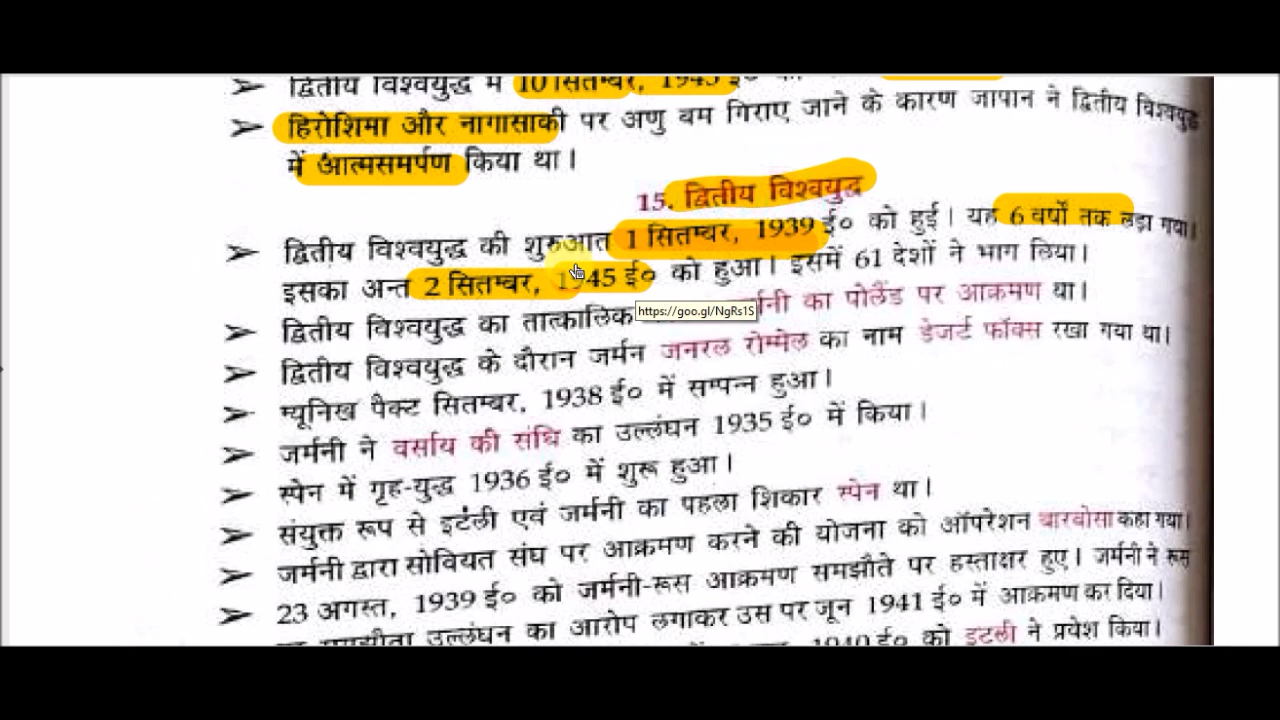 ➢ द्वितीय विश्वयुद्ध में 10 सितम्बर, 1943 ई०
➢ हिरोशिमा और नागासाकी पर अणु बम गिराए जाने के कारण जापान ने द्वितीय विश्वयुद्ध
में आत्मसमर्पण किया था।
15. द्वितीय विश्वयुद्ध
➢ द्वितीय विश्वयुद्ध की शुरुआत 1 सितम्बर, 1939 ई० को हुई। यह 6 वर्षों तक लड़ा गया।
इसका अन्त 2 सितम्बर, 1945 ई० को हुआ। इसमें 61 देशों ने भाग लिया।
➢ द्वितीय विश्वयुद्ध का तात्कालिक जर्मनी का पोलैंड पर आक्रमण था।
https://goo.gl/NgRs1S
➢ द्वितीय विश्वयुद्ध के दौरान जर्मन जनरल रोम्मेल का नाम डेजर्ट फॉक्स रखा गया था।
➢ म्यूनिख पैक्ट सितम्बर, 1938 ई० में सम्पन्न हुआ।
➢ जर्मनी ने वर्साय की संधि का उल्लंघन 1935 ई० में किया।
➢ स्पेन में गृह-युद्ध 1936 ई० में शुरू हुआ।
➢ संयुक्त रूप से इटली एवं जर्मनी का पहला शिकार स्पेन था।
➢ जर्मनी द्वारा सोवियत संघ पर आक्रमण करने की योजना को ऑपरेशन बारबोसा कहा गया।
➢ 23 अगस्त, 1939 ई० को जर्मनी-रूस आक्रमण समझौते पर हस्ताक्षर हुए। जर्मनी ने रूस
पर समझौता उल्लंघन का आरोप लगाकर उस पर जून 1941 ई० में आक्रमण कर दिया।
1940 ई० को इटली ने प्रवेश किया।